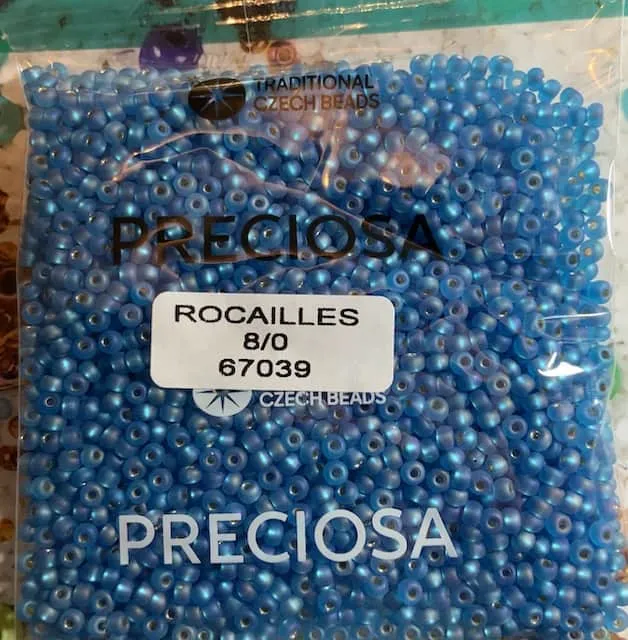 TRADITIONAL
CZECH BEADS
PRECIOSA
ROCAILLES
8/0
67039
CZECH BEADS
PRECIOSA